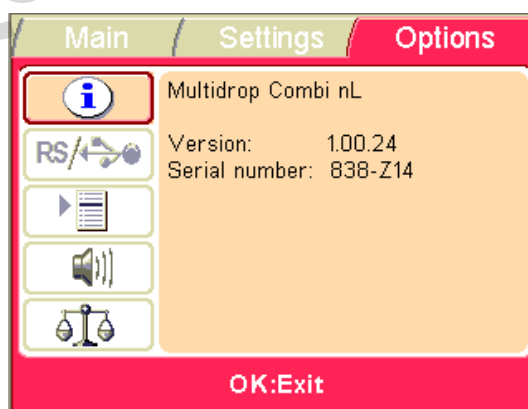 Main Settings Options
i
Multidrop Combi nL
RS/
Version: 1.00.24
Serial number: 838-Z14
OK:Exit